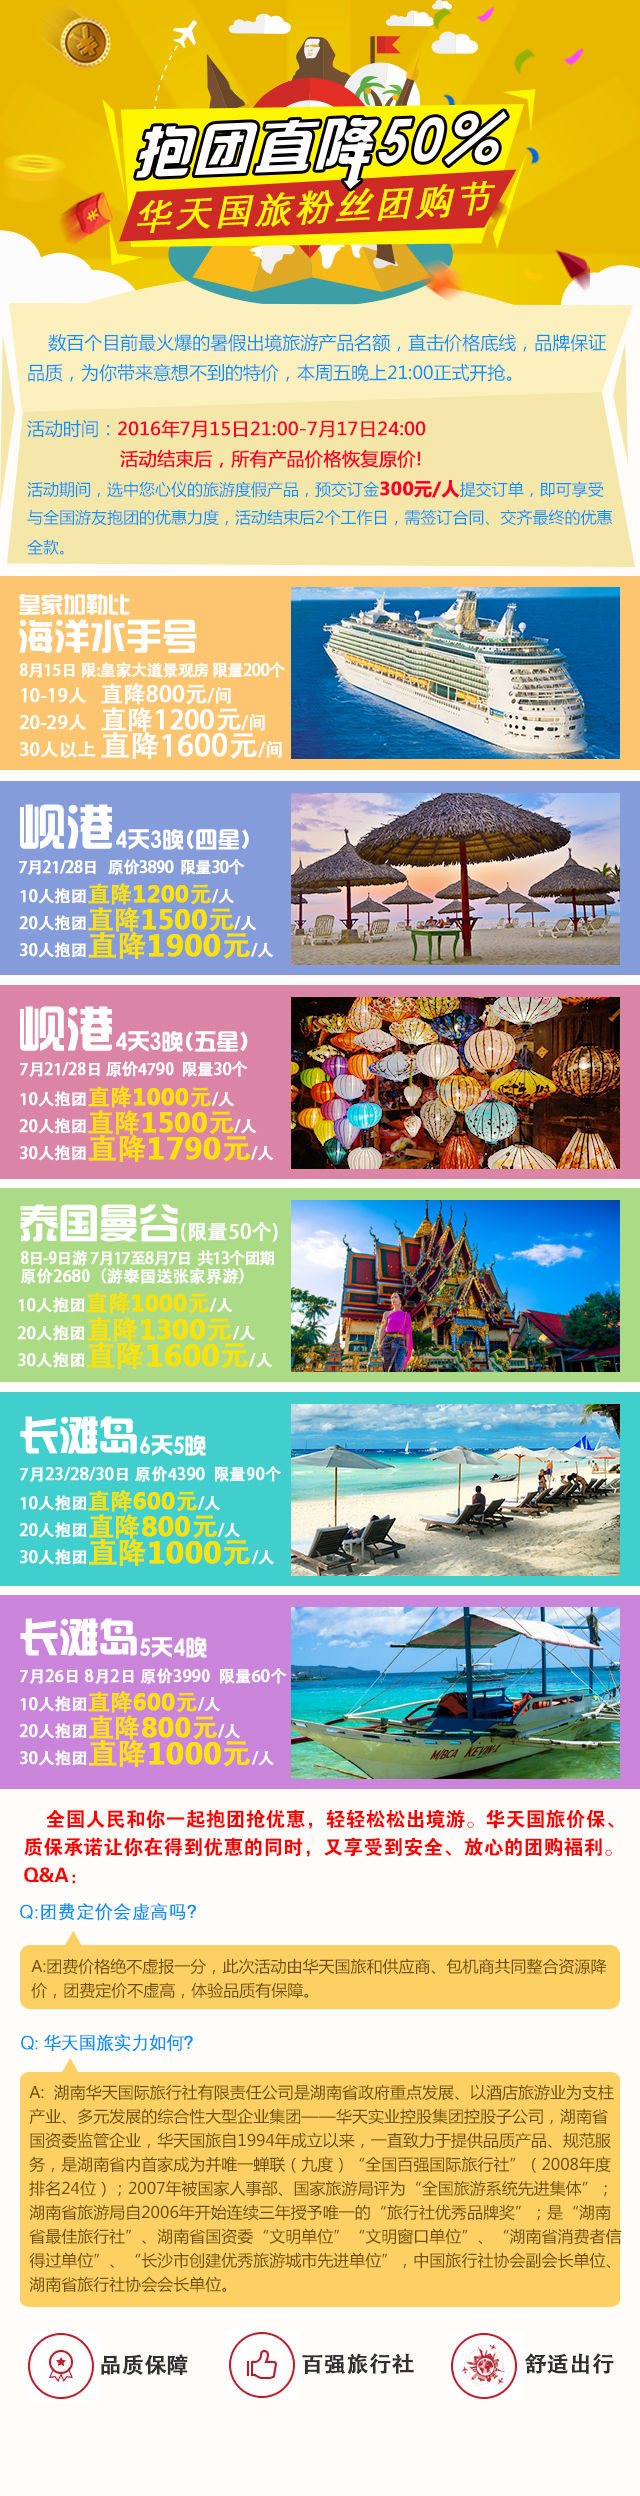 抱团直降50%
华天国旅粉丝团购节
数百个目前最火爆的暑假出境旅游产品名额，直击价格底线，品牌保证
品质，为你带来意想不到的特价，本周五晚上21:00正式开抢。
活动时间：2016年7月15日21:00-7月17日24:00
活动结束后，所有产品价格恢复原价!
活动期间，选中您心仪的旅游度假产品，预交订金300元/人提交订单，即可享受
与全国游友抱团的优惠力度，活动结束后2个工作日，需签订合同、交齐最终的优惠
全款。
皇家加勒比
海洋水手号
8月15日 限:皇家大道景观房 限量200个
10-19人 直降800元/间
20-29人 直降1200元/间
30人以上 直降1600元/间
岘港4天3晚(四星)
7月21/28日 原价3890 限量30个
10人抱团直降1200元/人
20人抱团直降1500元/人
30人抱团直降1900元/人
岘港4天3晚(五星)
7月21/28日 原价4790 限量30个
10人抱团直降1000元/人
20人抱团直降1500元/人
30人抱团直降1790元/人
泰国曼谷(限量50个)
8日-9日游 7月17至8月7日 共13个团期
原价2680（游泰国送张家界游）
10人抱团直降1000元/人
20人抱团直降1300元/人
30人抱团直降1600元/人
长滩岛6天5晚
7月23/28/30日 原价4390 限量90个
10人抱团直降600元/人
20人抱团直降800元/人
30人抱团直降1000元/人
长滩岛5天4晚
7月26日 8月2日 原价3990 限量60个
10人抱团直降600元/人
20人抱团直降800元/人
30人抱团直降1000元/人
M/BCA KEVIN-I
全国人民和你一起抱团抢优惠，轻轻松松出境游。华天国旅价保、
质保承诺让你在得到优惠的同时，又享受到安全、放心的团购福利。
Q&A：
Q:团费定价会虚高吗?
A:团费价格绝不虚报一分，此次活动由华天国旅和供应商、包机商共同整合资源降
价，团费定价不虚高，体验品质有保障。
Q: 华天国旅实力如何?
A: 湖南华天国际旅行社有限责任公司是湖南省政府重点发展、以酒店旅游业为支柱
产业、多元发展的综合性大型企业集团——华天实业控股集团控股子公司，湖南省
国资委监管企业，华天国旅自1994年成立以来，一直致力于提供品质产品、规范服
务，是湖南省内首家成为并唯一蝉联（九度）“全国百强国际旅行社”（2008年度
排名24位）；2007年被国家人事部、国家旅游局评为“全国旅游系统先进集体”；
湖南省旅游局自2006年开始连续三年授予唯一的“旅行社优秀品牌奖”；是“湖南
省最佳旅行社”、湖南省国资委“文明单位”“文明窗口单位”、“湖南省消费者信
得过单位”、“长沙市创建优秀旅游城市先进单位”，中国旅行社协会副会长单位、
湖南省旅行社协会会长单位。
品质保障 百强旅行社 舒适出行